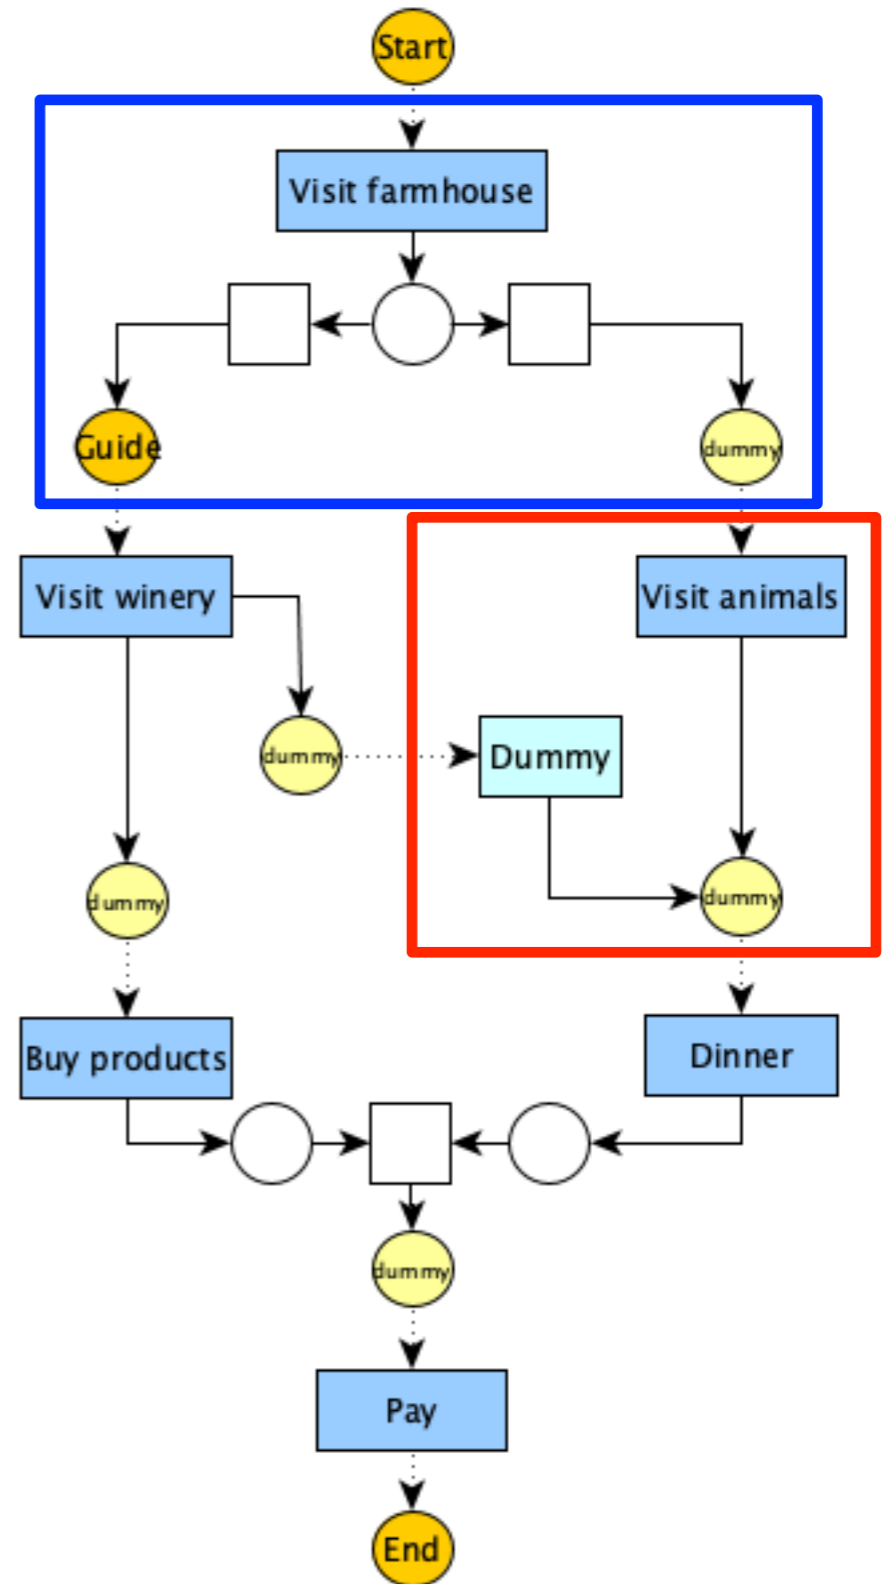 Start
Visit farmhouse
Guide
dummy
Visit winery
Visit animals
dummy
Dummy
dummy
dummy
Buy products
Dinner
dummy
Pay
End